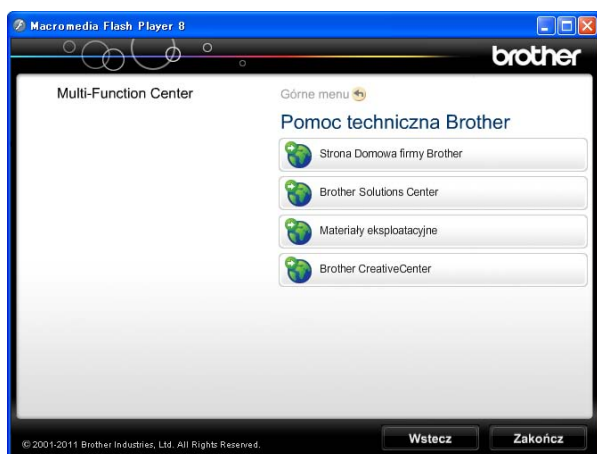 Macromedia Flash Player 8
brother
Multi-Function Center
Górne menu
Pomoc techniczna Brother
Strona Domowa firmy Brother
Brother Solutions Center
Materiały eksploatacyjne
Brother CreativeCenter
© 2001-2011 Brother Industries, Ltd. All Rights Reserved.
Wstecz
Zakończ